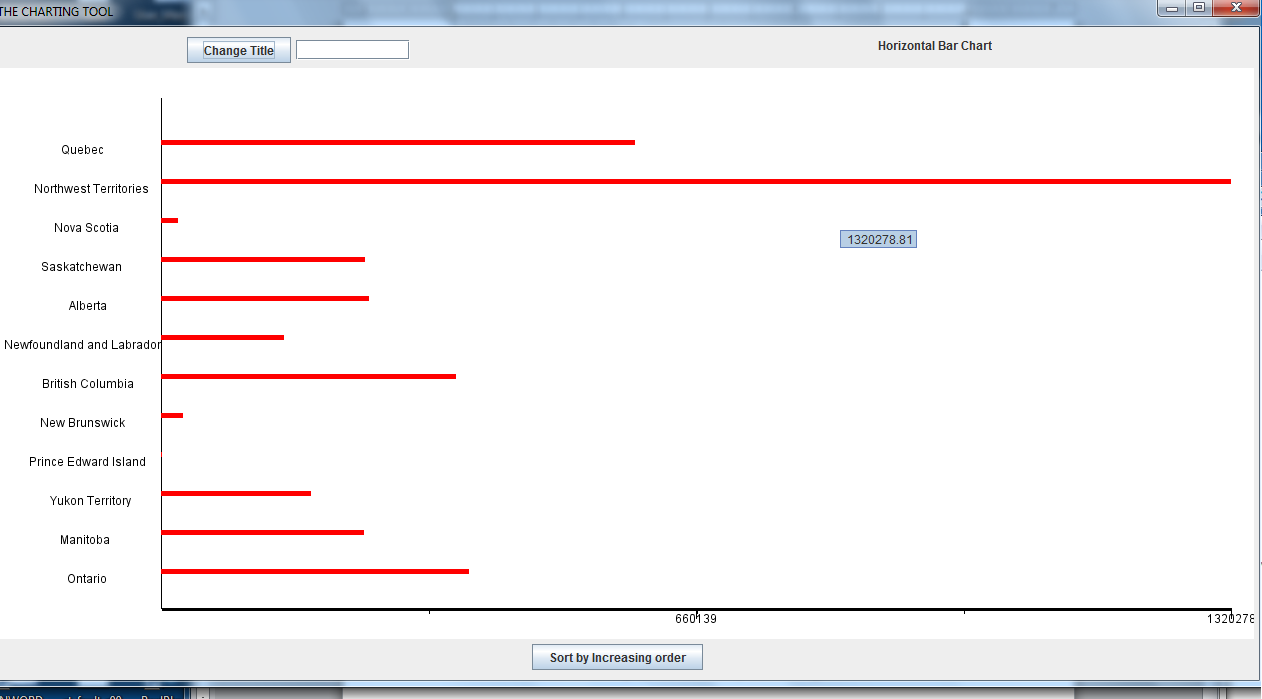 THE CHARTING TOOL
Change Title
Horizontal Bar Chart
Quebec
Northwest Territories
Nova Scotia
1320278.81
Saskatchewan
Alberta
Newfoundland and Labrador
British Columbia
New Brunswick
Prince Edward Island
Yukon Territory
Manitoba
Ontario
660139
1320278
Sort by Increasing order